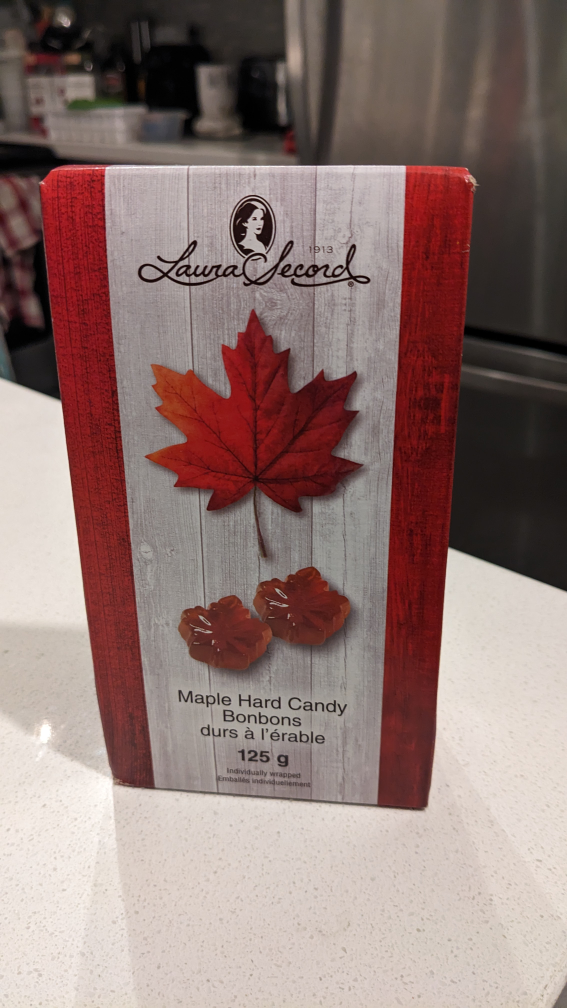 1913
Laura Secord®
Maple Hard Candy
Bonbons
durs à l'érable
125 g
Individually wrapped
Emballés individuellement